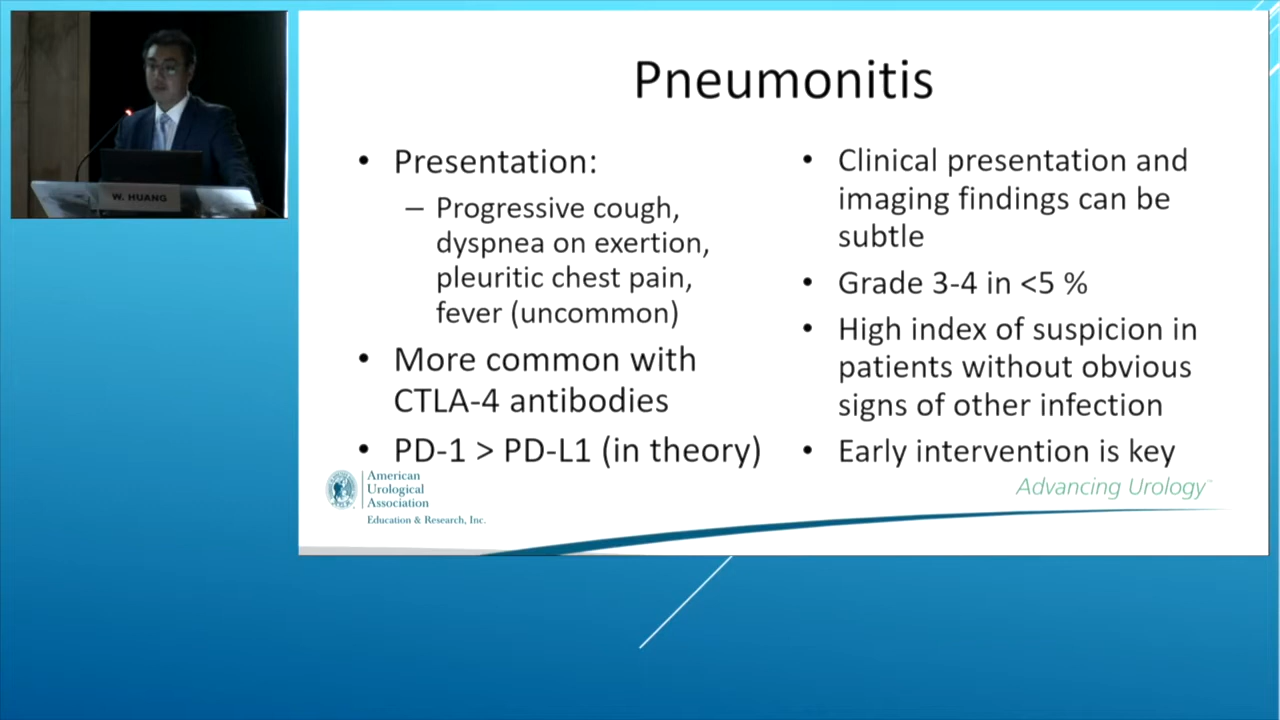 W. HUANG
Pneumonitis
• Presentation:
– Progressive cough,
dyspnea on exertion,
pleuritic chest pain,
fever (uncommon)
• More common with
CTLA-4 antibodies
• PD-1 > PD-L1 (in theory)
• Clinical presentation and
imaging findings can be
subtle
• Grade 3-4 in <5 %
• High index of suspicion in
patients without obvious
signs of other infection
• Early intervention is key
American
Urological
Association
Education & Research, Inc.
Advancing Urology™